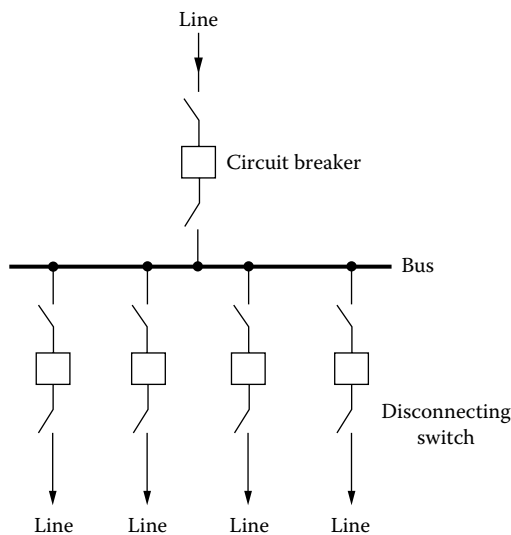 Line
Circuit breaker
Bus
Disconnecting
switch
Line
Line
Line
Line